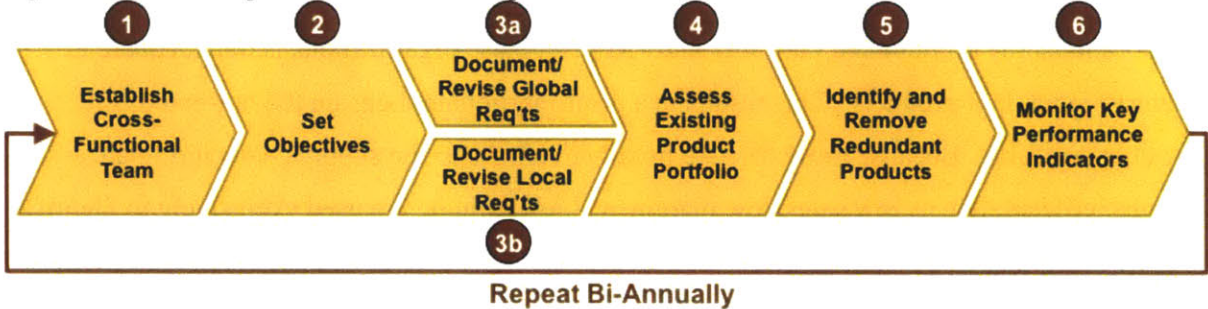 1
Establish
Cross-
Functional
Team
2
Set
Objectives
3a
Document/
Revise Global
Req'ts
Document/
Revise Local
Req'ts
3b
4
Assess
Existing
Product
Portfolio
5
Identify and
Remove
Redundant
Products
6
Monitor Key
Performance
Indicators
Repeat Bi-Annually